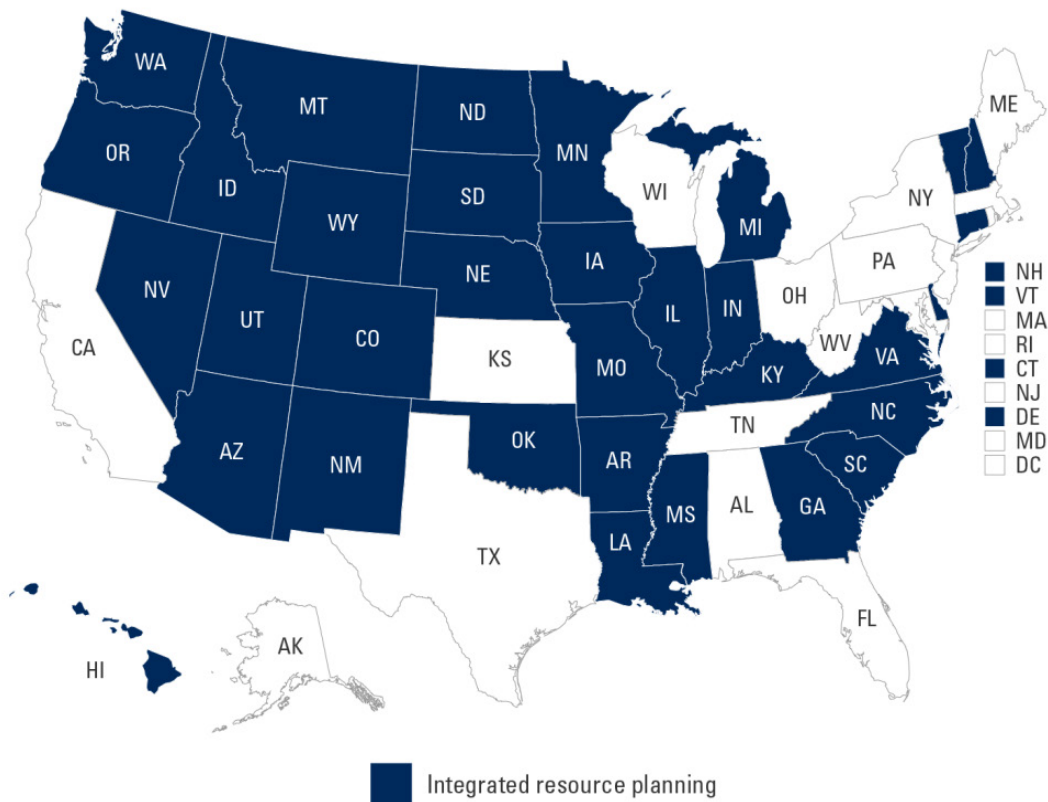 WA
MT
ND
MN
ME
OR
ID
SD
WI
NY
WY
MI
IA
PA
NE
NV
IL
IN
OH
NH
VT
UT
CO
MA
CA
WV
VA
RI
KS
MO
KY
CT
NJ
NC
DE
TN
MD
AZ
OK
AR
SC
DC
NM
MS
AL
GA
LA
TX
FL
AK
HI
Integrated resource planning